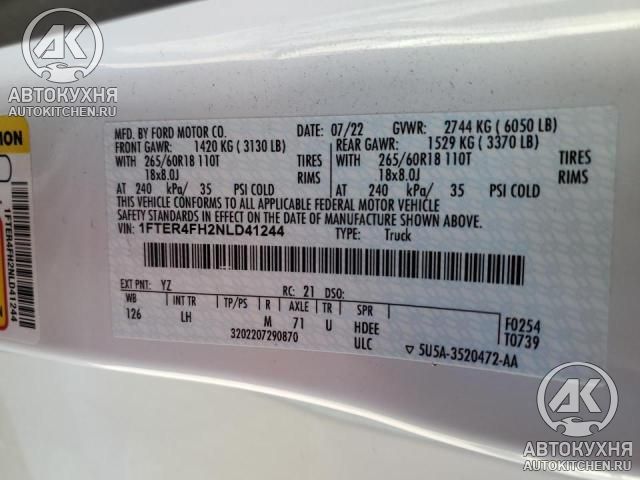 AK
АВТОКУХНЯ
AUTOKITCHEN.RU
MFD. BY FORD MOTOR CO. 07/22 GVWR: 2744 KG ( 6050 LB)
FRONT GAWR: 1420 KG ( 3130 LB) REAR GAWR: 1529 KG ( 3370 LB)
WITH 265/60R18 110T TIRES WITH 265/60R18 110T TIRES
18x8.0J RIMS 18x8.0J RIMS
AT 240 kPa/ 35 PSI COLD AT 240 kPa/ 35 PSI COLD
THIS VEHICLE CONFORMS TO ALL APPLICABLE FEDERAL MOTOR VEHICLE
SAFETY STANDARDS IN EFFECT ON THE DATE OF MANUFACTURE SHOWN ABOVE.
VIN: 1FTER4FH2NLD41244 TYPE: Truck
EXT PNT: YZ RC: 21 DSO:
WB INT TR TP/PS R AXLE TR SPR
126 LH M 71 U HDEE F0254
3202207290870 ULC T0739
5U5A-3520472-AA
1FTER4FH2NLD41244
AK
АВТОКУХНЯ
AUTOKITCHEN.RU